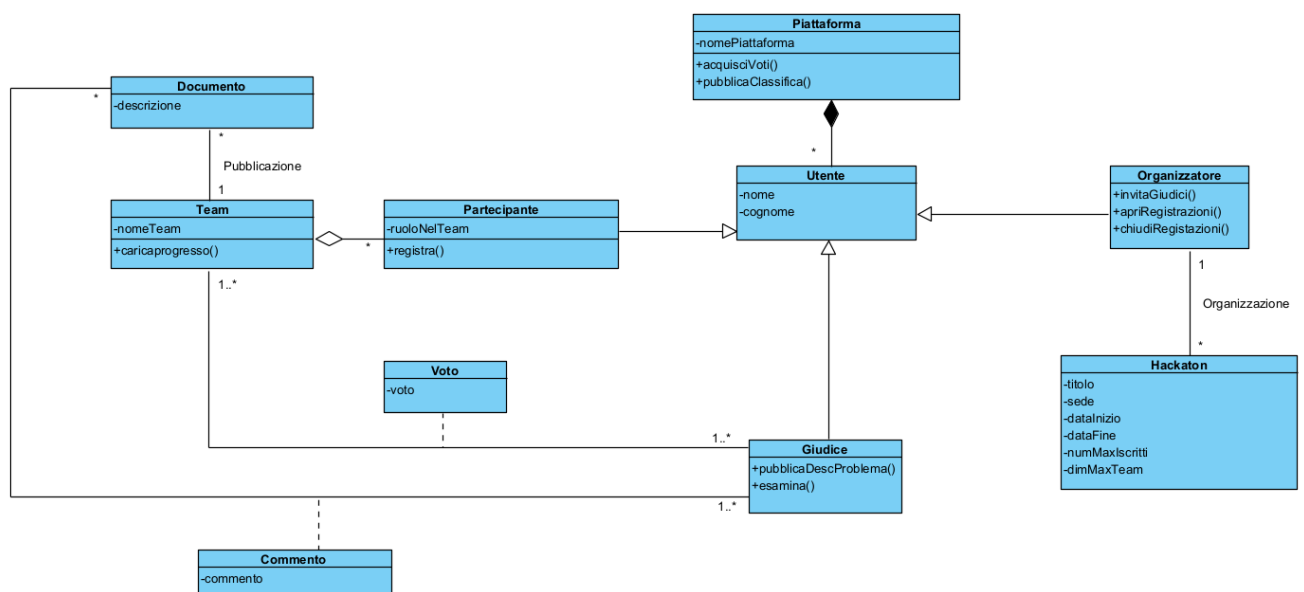 Piattaforma
-nomePiattaforma
+acquisciVoti()
+pubblicaClassifica()
Documento
-descrizione
*
*
Pubblicazione
1
*
Utente
-nome
-cognome
Organizzatore
+invitaGiudici()
+apriRegistrazioni()
+chiudiRegistazioni()
Team
-nomeTeam
+caricaprogresso()
*
Partecipante
-ruoloNelTeam
+registra()
1..*
1
Organizzazione
*
Hackaton
-titolo
-sede
-dataInizio
-dataFine
-numMaxIscritti
-dimMaxTeam
Voto
-voto
1..*
Giudice
+pubblicaDescProblema()
+esamina()
1..*
Commento
-commento